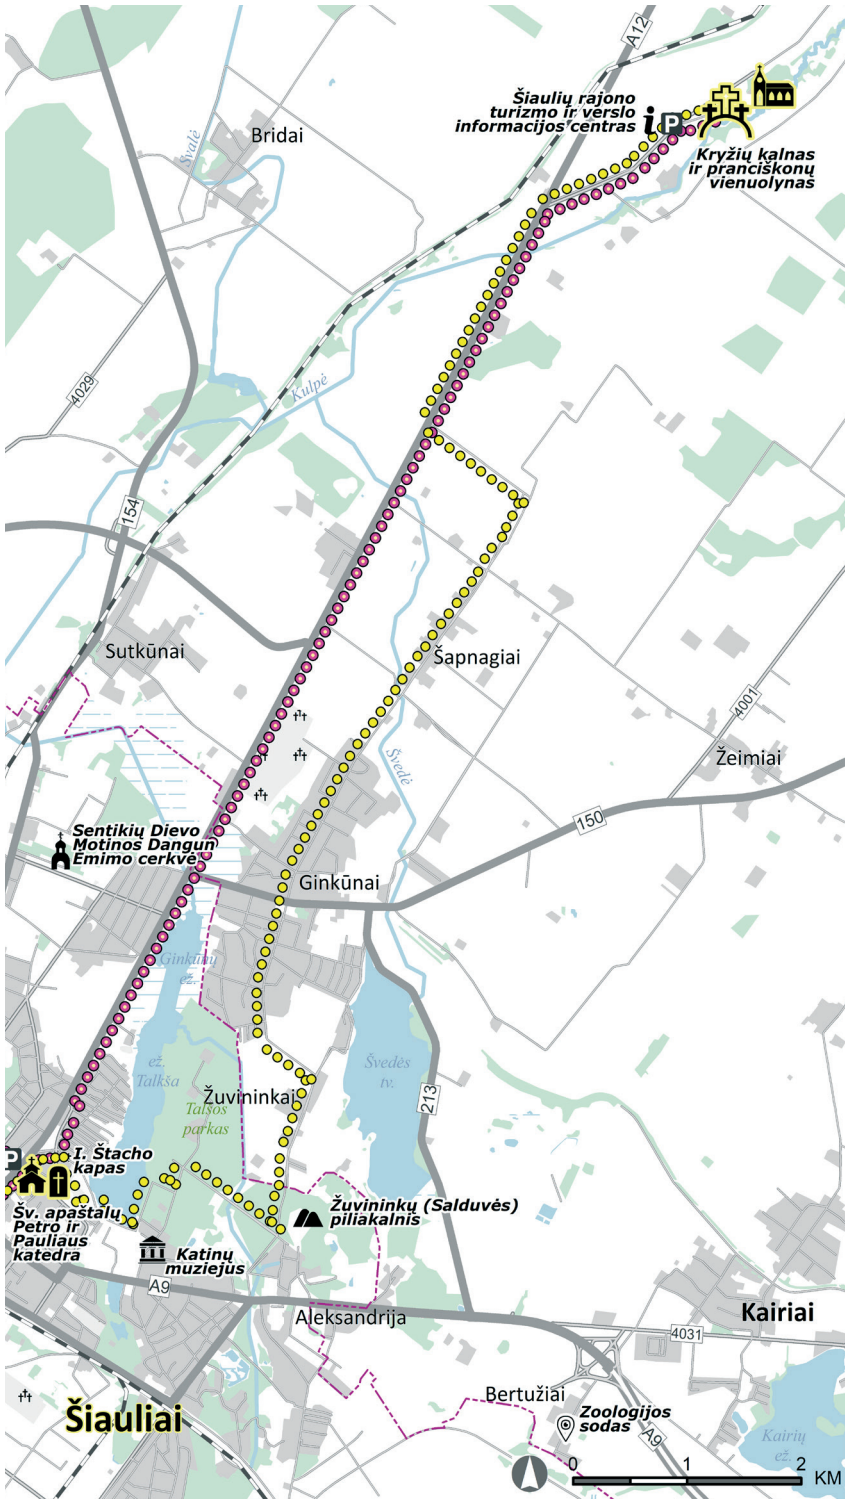 A12
Šiaulių rajono
turizmo ir verslo
informacijos centras
i
P
Bridai
Švalė
Kryžių kalnas
ir pranciškonų
vienuolynas
4029
Kulpė
154
Sutkūnai
Šapnagiai
4001
Žeimiai
Švedė
150
Sentikių Dievo
Motinos Dangun
Ėmimo cerkvė
Ginkūnai
Ginkūnų
ež.
ež.
Talkša
Švedės
tv.
Žuvininkai
Talšos
parkas
213
P
I. Štacho
kapas
Šv. apaštalų
Petro ir
Pauliaus
katedra
Žuvininkų (Salduvės)
piliakalnis
Katinų
muziejus
A9
Aleksandrija
Kairiai
4031
Bertužiai
Šiauliai
Zoologijos
sodas
A9
Kairių
ež.
0 1 2
KM